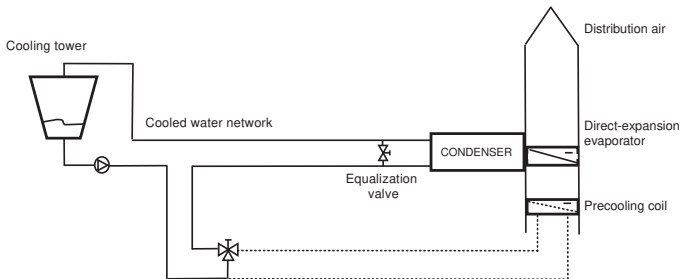 Distribution air
Cooling tower
Cooled water network
Direct-expansion
evaporator
CONDENSER
Equalization
valve
Precooling coil